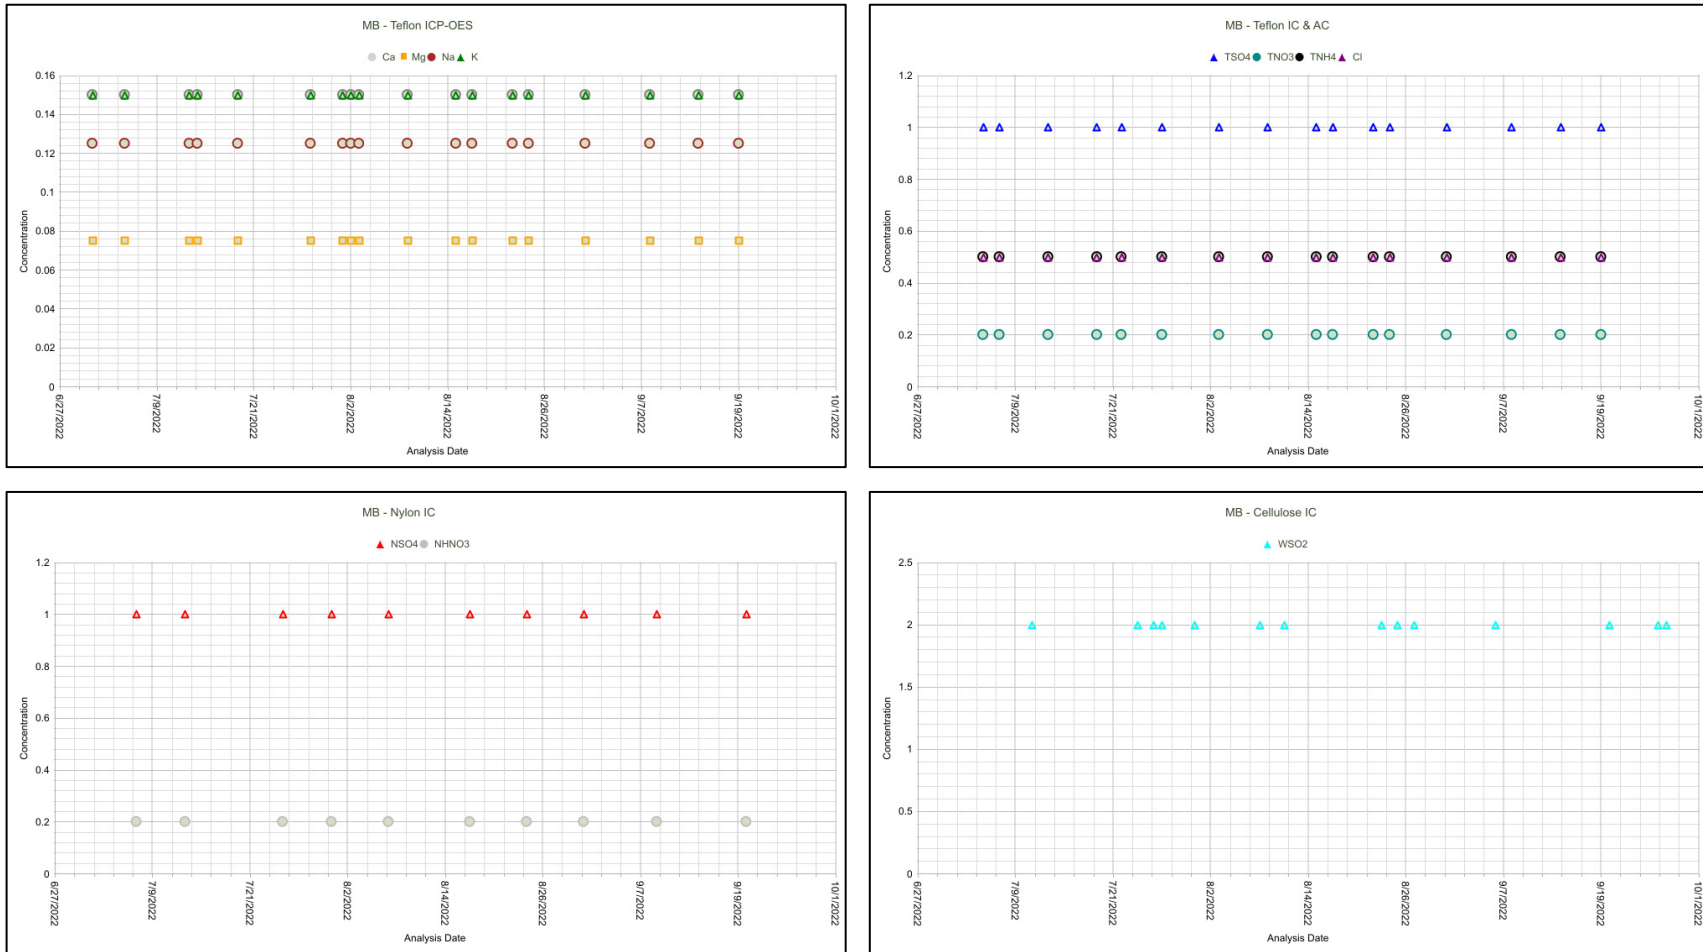 MB - Teflon ICP-OES
Ca Mg Na K
0.16
0.14
0.12
0.1
0.08
0.06
0.04
0.02
0
Concentration
6/27/2022 7/9/2022 7/21/2022 8/2/2022 8/14/2022 8/26/2022 9/7/2022 9/19/2022 10/1/2022
Analysis Date
MB - Teflon IC & AC
TSO4 TNO3 TNH4 Cl
1.2
1
0.8
0.6
0.4
0.2
0
Concentration
6/27/2022 7/9/2022 7/21/2022 8/2/2022 8/14/2022 8/26/2022 9/7/2022 9/19/2022 10/1/2022
Analysis Date
MB - Nylon IC
NSO4 NHNO3
1.2
1
0.8
0.6
0.4
0.2
0
Concentration
6/27/2022 7/9/2022 7/21/2022 8/2/2022 8/14/2022 8/26/2022 9/7/2022 9/19/2022 10/1/2022
Analysis Date
MB - Cellulose IC
WSO2
2.5
2
1.5
1
0.5
0
Concentration
6/27/2022 7/9/2022 7/21/2022 8/2/2022 8/14/2022 8/26/2022 9/7/2022 9/19/2022 10/1/2022
Analysis Date